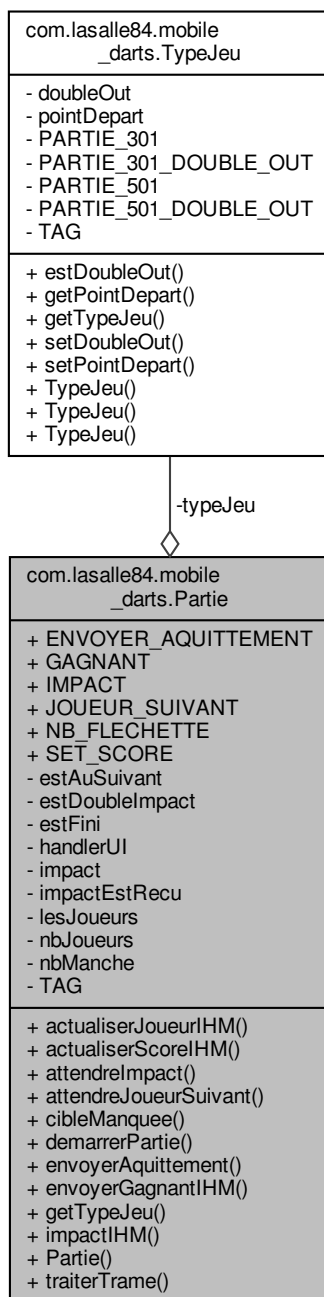 com.lasalle84.mobile
_darts.TypeJeu
- doubleOut
- pointDepart
- PARTIE_301
- PARTIE_301_DOUBLE_OUT
- PARTIE_501
- PARTIE_501_DOUBLE_OUT
- TAG
+ estDoubleOut()
+ getPointDepart()
+ getTypeJeu()
+ setDoubleOut()
+ setPointDepart()
+ TypeJeu()
+ TypeJeu()
+ TypeJeu()
-typeJeu
com.lasalle84.mobile
_darts.Partie
+ ENVOYER_AQUITTEMENT
+ GAGNANT
+ IMPACT
+ JOUEUR_SUIVANT
+ NB_FLECHETTE
+ SET_SCORE
- estAuSuivant
- estDoubleImpact
- estFini
- handlerUI
- impact
- impactEstRecu
- lesJoueurs
- nbJoueurs
- nbManche
- TAG
+ actualiserJoueurIHM()
+ actualiserScoreIHM()
+ attendreImpact()
+ attendreJoueurSuivant()
+ cibleManquee()
+ demarrerPartie()
+ envoyerAquittement()
+ envoyerGagnantIHM()
+ getTypeJeu()
+ impactIHM()
+ Partie()
+ traiterTrame()